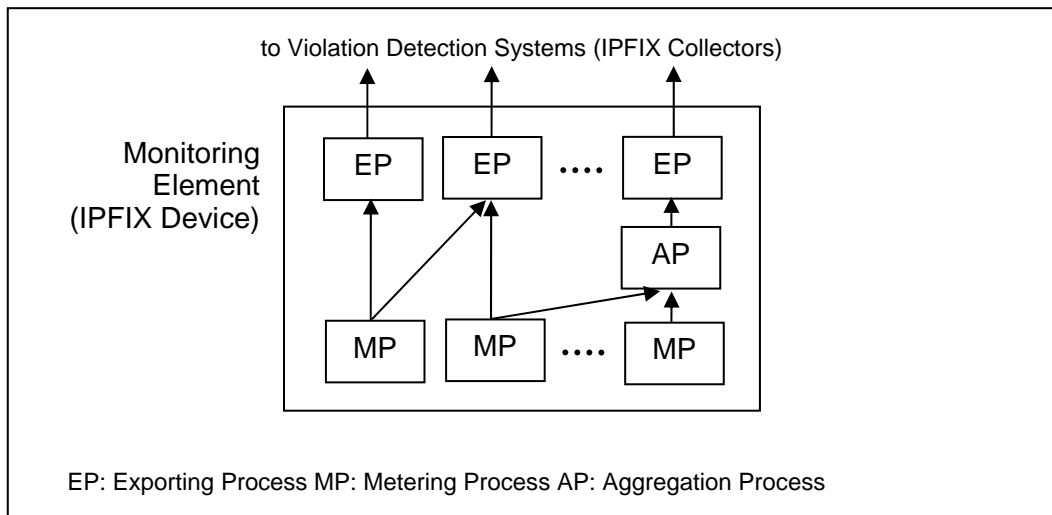 to Violation Detection Systems (IPFIX Collectors)
Monitoring
Element
(IPFIX Device)
EP EP .... EP
AP
MP MP .... MP
EP: Exporting Process MP: Metering Process AP: Aggregation Process